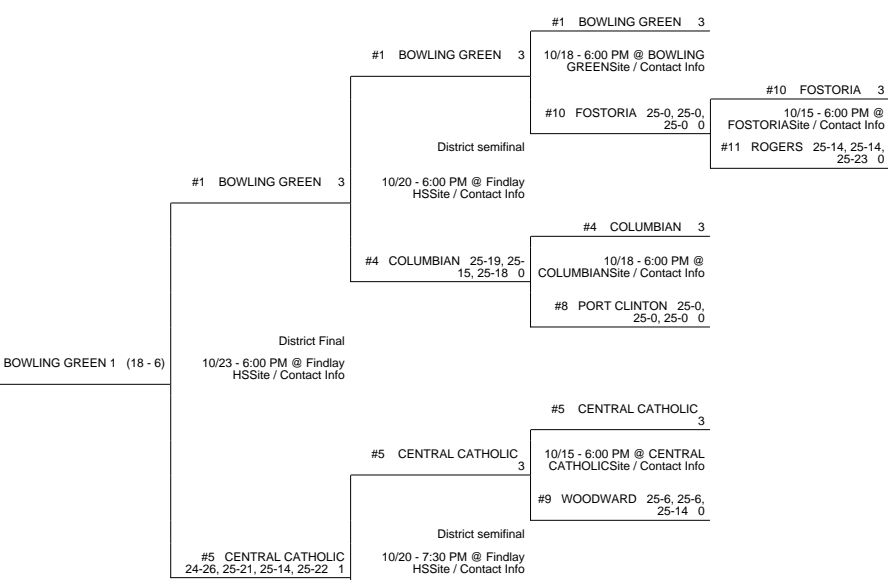 #1 BOWLING GREEN 3
#1 BOWLING GREEN 3
10/18 - 6:00 PM @ BOWLING
GREENSite / Contact Info
#10 FOSTORIA 3
#10 FOSTORIA 25-0, 25-0,
25-0 0
10/15 - 6:00 PM @
FOSTORIASite / Contact Info
#11 ROGERS 25-14, 25-14,
25-23 0
District semifinal
#1 BOWLING GREEN 3
10/20 - 6:00 PM @ Findlay
HSSite / Contact Info
#4 COLUMBIAN 3
#4 COLUMBIAN 25-19, 25-
15, 25-18 0
10/18 - 6:00 PM @
COLUMBIANSite / Contact Info
#8 PORT CLINTON 25-0,
25-0, 25-0 0
District Final
BOWLING GREEN 1 (18 - 6)
10/23 - 6:00 PM @ Findlay
HSSite / Contact Info
#5 CENTRAL CATHOLIC
3
#5 CENTRAL CATHOLIC
3
10/15 - 6:00 PM @ CENTRAL
CATHOLICSite / Contact Info
#9 WOODWARD 25-6, 25-6,
25-14 0
District semifinal
#5 CENTRAL CATHOLIC
24-26, 25-21, 25-14, 25-22 1
10/20 - 7:30 PM @ Findlay
HSSite / Contact Info